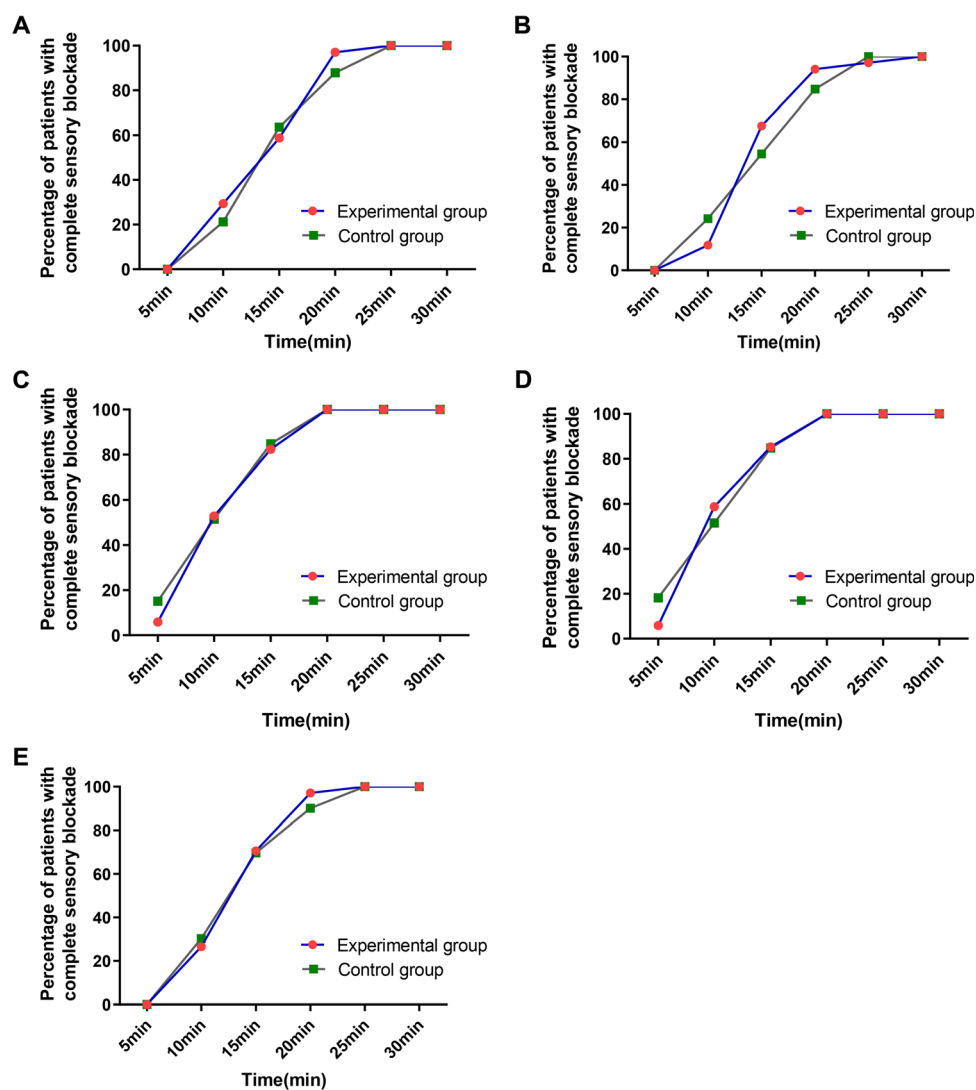 A
Percentage of patients with
complete sensory blockade
100
80
60
40
20
0
Experimental group
Control group
5min
10min
15min
20min
25min
30min
Time(min)
B
Percentage of patients with
complete sensory blockade
100
80
60
40
20
0
Experimental group
Control group
5min
10min
15min
20min
25min
30min
Time(min)
C
Percentage of patients with
complete sensory blockade
100
80
60
40
20
0
Experimental group
Control group
5min
10min
15min
20min
25min
30min
Time(min)
D
Percentage of patients with
complete sensory blockade
100
80
60
40
20
0
Experimental group
Control group
5min
10min
15min
20min
25min
30min
Time(min)
E
Percentage of patients with
complete sensory blockade
100
80
60
40
20
0
Experimental group
Control group
5min
10min
15min
20min
25min
30min
Time(min)